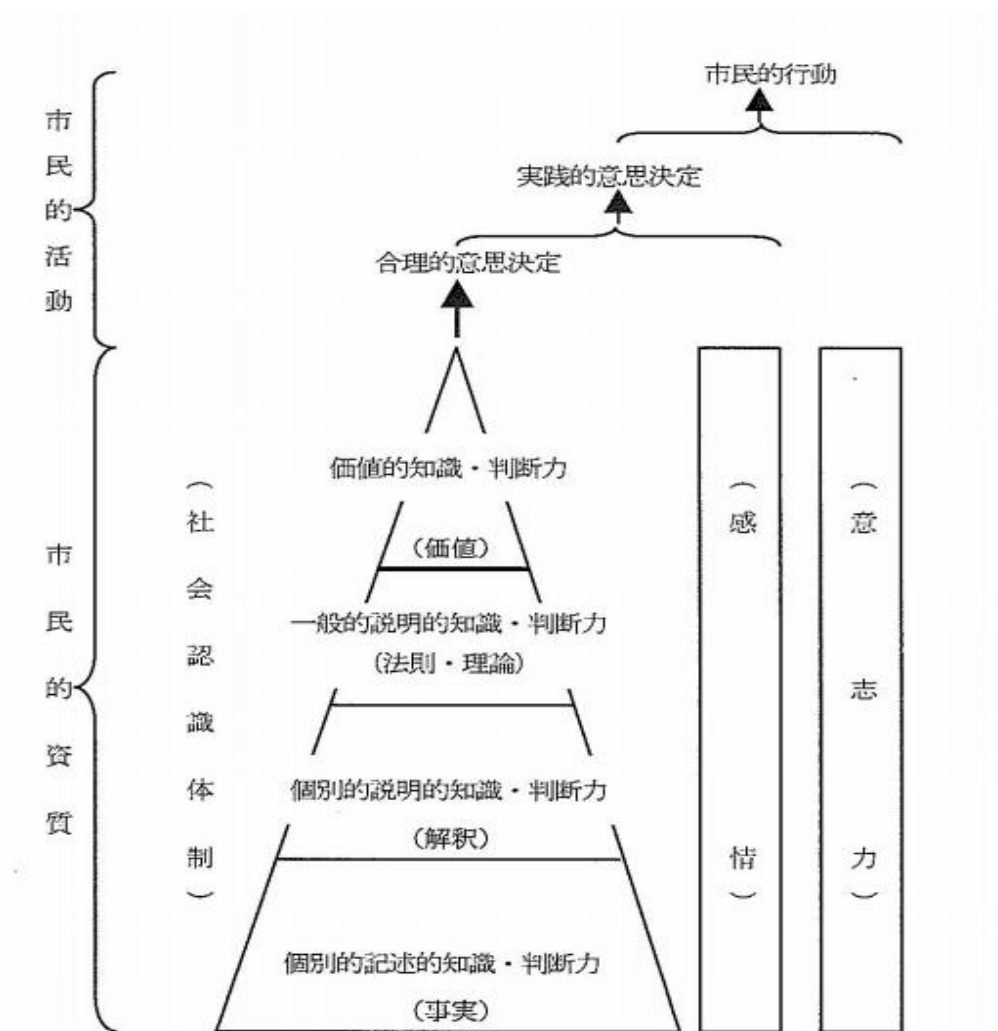 市民的行動
実践的意思決定
合理的意思決定
市民的活動
価値的知識・判断力
(価値)
一般的説明的知識・判断力
(法則・理論)
個別的説明的知識・判断力
(解釈)
個別的記述的知識・判断力
(事実)
市民的資質
(社会認識体制)
(感情)
(意志力)